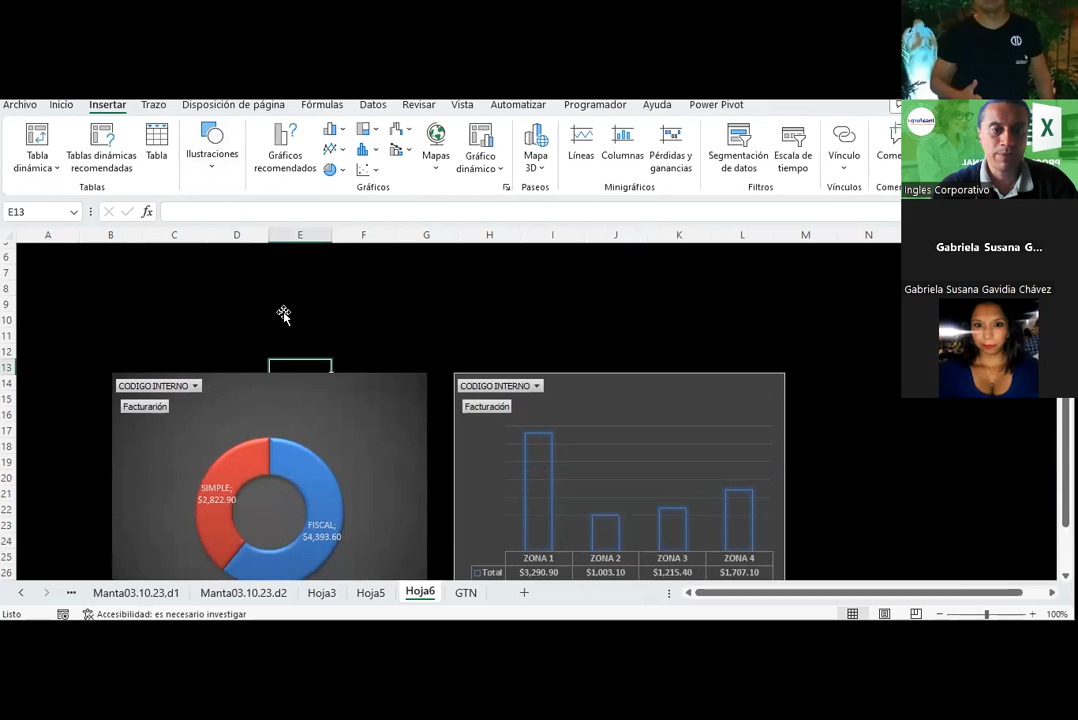 Archivo Inicio Insertar Trazo Disposición de página Fórmulas Datos Revisar Vista Automatizar Programador Ayuda Power Pivot
Tabla dinámica
Tablas dinámicas recomendadas
Tabla
Ilustraciones
Gráficos recomendados
Mapas
Gráfico dinámico
Mapa 3D
Líneas
Columnas
Pérdidas y ganancias
Segmentación de datos
Escala de tiempo
Vínculo
Come
Tablas
Gráficos
Paseos
Minigráficos
Filtros
Vínculos
Comer
Ingles Corporativo
E13
fx
A B C D E F G H I J K L M N
Gabriela Susana G...
Gabriela Susana Gavidia Chávez
6
7
8
9
10
11
12
13
14
15
16
17
18
19
20
21
22
23
24
25
26
CODIGO INTERNO
Facturarión
SIMPLE;
$2,822.90
FISCAL;
$4,393.60
CODIGO INTERNO
Facturación
ZONA 1 ZONA 2 ZONA 3 ZONA 4
Total $3,290.90 $1,003.10 $1,215.40 $1,707.10
Manta03.10.23,d1 Manta03.10.23,d2 Hoja3 Hoja5 Hoja6 GTN
Listo Accesibilidad: es necesario investigar 100%